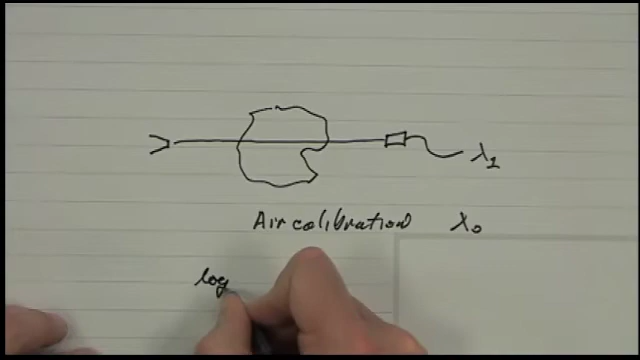 λ₁
Air calibration λ₀
log